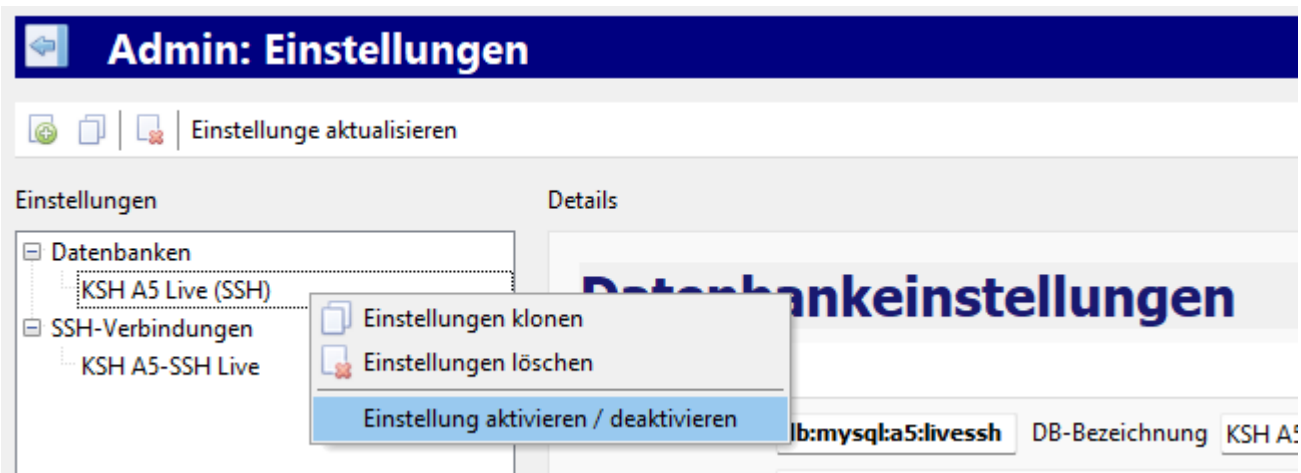 Admin: Einstellungen
Einstellunge aktualisieren
Einstellungen
Details
Datenbanken
KSH A5 Live (SSH)
SSH-Verbindungen
KSH A5-SSH Live
Einstellungen klonen
Einstellungen löschen
Einstellung aktivieren / deaktivieren
Datenbankeinstellungen
lb:mysql:a5:livessh DB-Bezeichnung KSH A5